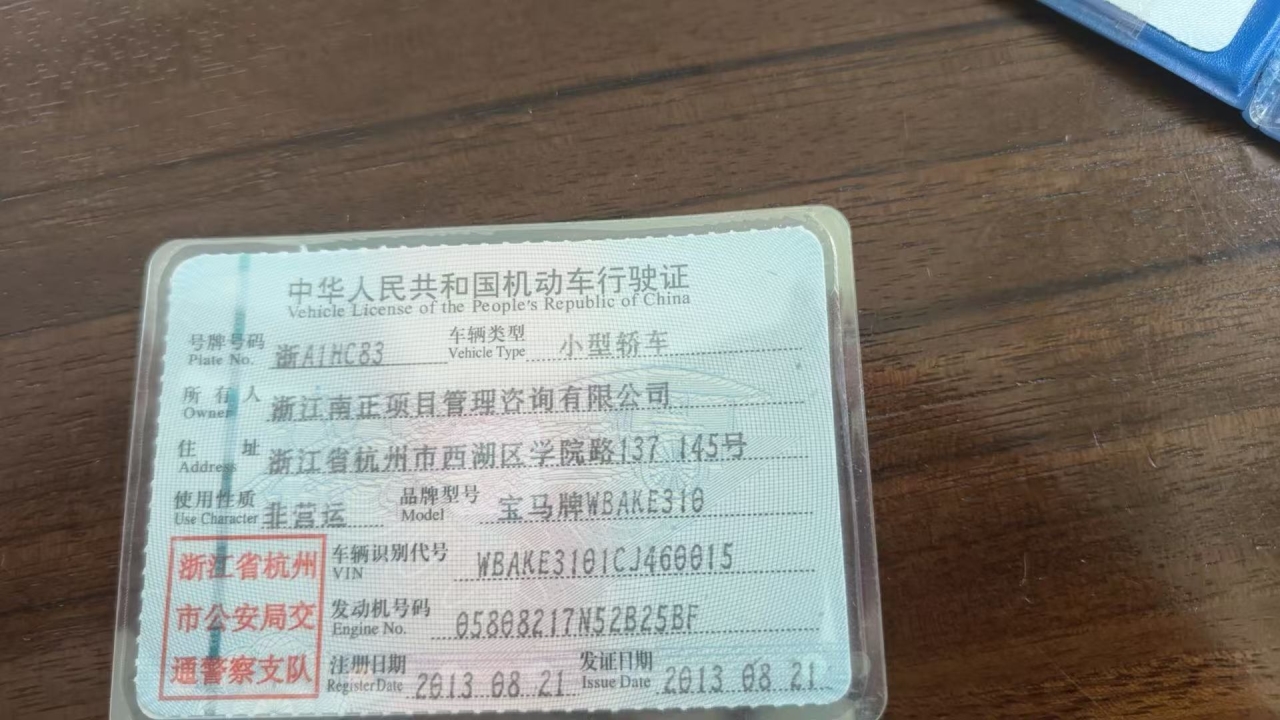 中华人民共和国机动车行驶证
Vehicle License of the People's Republic of China
号牌号码 浙A1HC83 车辆类型 小型轿车
Plate No. Vehicle Type
所有人 浙江南正项目管理咨询有限公司
Owner
住址 浙江省杭州市西湖区学院路137 145号
Address
使用性质 非营运 品牌型号 宝马牌WBAKE310
Use Character Model
浙江省杭州 车辆识别代号 WBAKE3101CJ460015
VIN
市公安局交 发动机号码 05808217N52B25BF
Engine No.
通警察支队 注册日期 2013 08 21 发证日期 2013 08 21
Register Date Issue Date